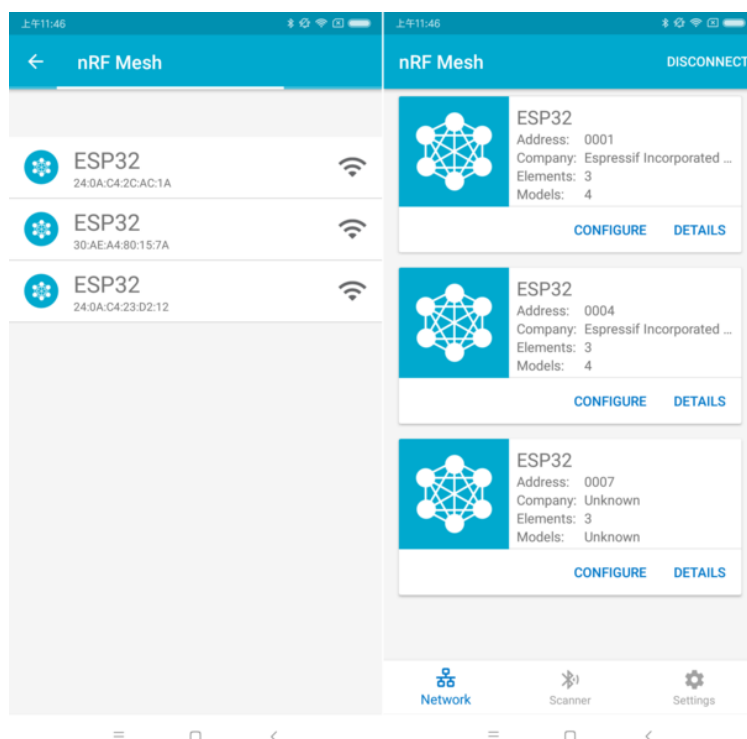 上午11:46
nRF Mesh
ESP32
24:0A:C4:2C:AC:1A
ESP32
30:AE:A4:80:15:7A
ESP32
24:0A:C4:23:D2:12
上午11:46
nRF Mesh DISCONNECT
ESP32
Address: 0001
Company: Espressif Incorporated ...
Elements: 3
Models: 4
CONFIGURE DETAILS
ESP32
Address: 0004
Company: Espressif Incorporated ...
Elements: 3
Models: 4
CONFIGURE DETAILS
ESP32
Address: 0007
Company: Unknown
Elements: 3
Models: Unknown
CONFIGURE DETAILS
Network Scanner Settings